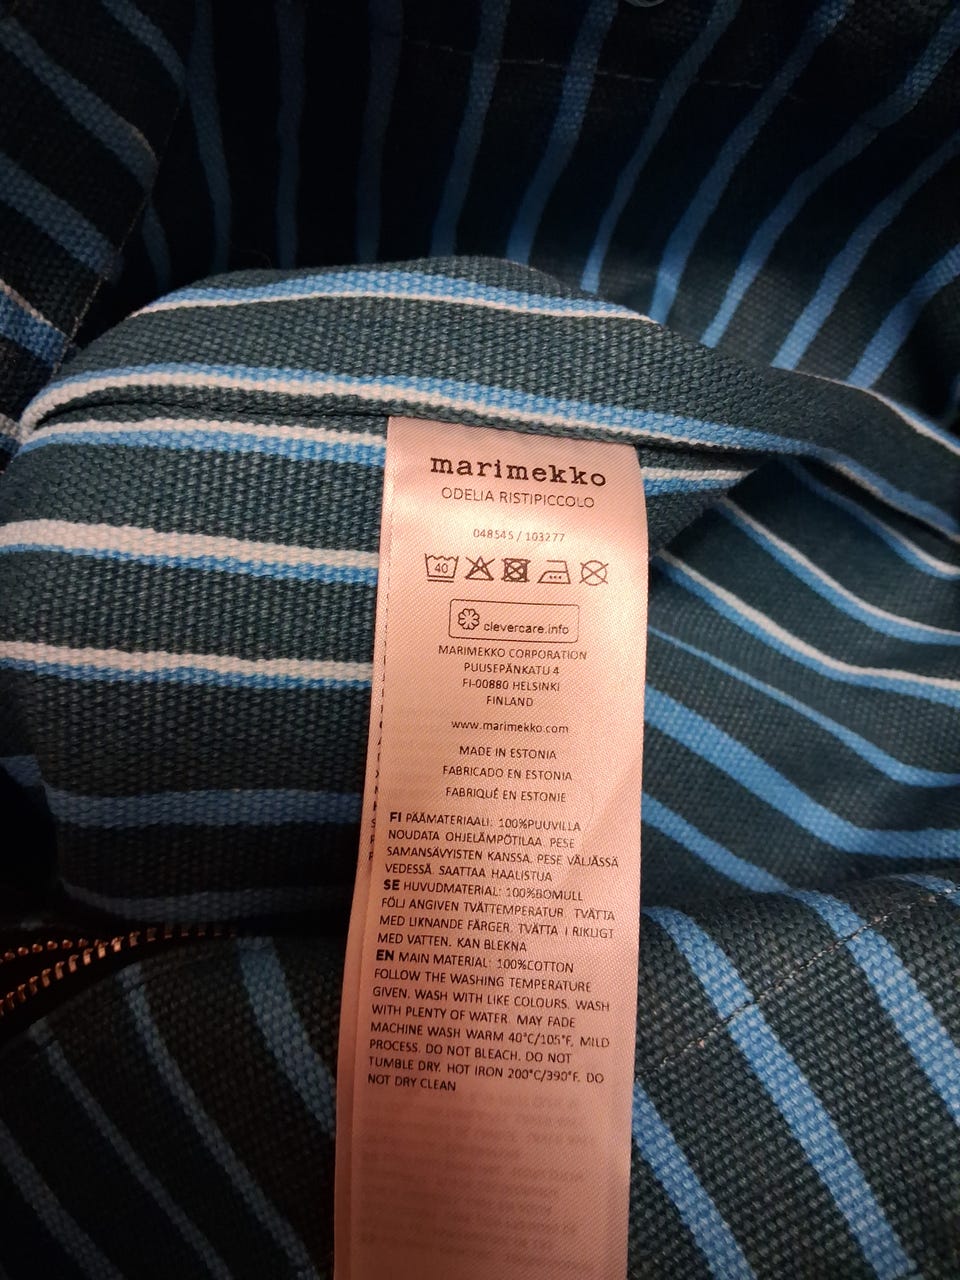 marimekko
ODELIA RISTIPICCOLO
048545 / 103277
40
clevercare.info
MARIMEKKO CORPORATION
PUUSEPÄNKATU 4
FI-00880 HELSINKI
FINLAND
www.marimekko.com
MADE IN ESTONIA
FABRICADO EN ESTONIA
FABRIQUÉ EN ESTONIE
FI PÄÄMATERIAALI: 100%PUUVILLA
NOUDATA OHJELÄMPÖTILAA. PESE
SAMANSÄVYISTEN KANSSA. PESE VÄLJÄSSÄ
VEDESSÄ. SAATTAA HAALISTUA
SE HUVUDMATERIAL: 100%BOMULL
FÖLJ ANGIVEN TVÄTTEMPERATUR. TVÄTTA
MED LIKNANDE FÄRGER. TVÄTTA I RIKLIGT
MED VATTEN. KAN BLEKNA
EN MAIN MATERIAL: 100%COTTON
FOLLOW THE WASHING TEMPERATURE
GIVEN. WASH WITH LIKE COLOURS. WASH
WITH PLENTY OF WATER. MAY FADE
MACHINE WASH WARM 40°C/105°F, MILD
PROCESS. DO NOT BLEACH. DO NOT
TUMBLE DRY. HOT IRON 200°C/390°F. DO
NOT DRY CLEAN